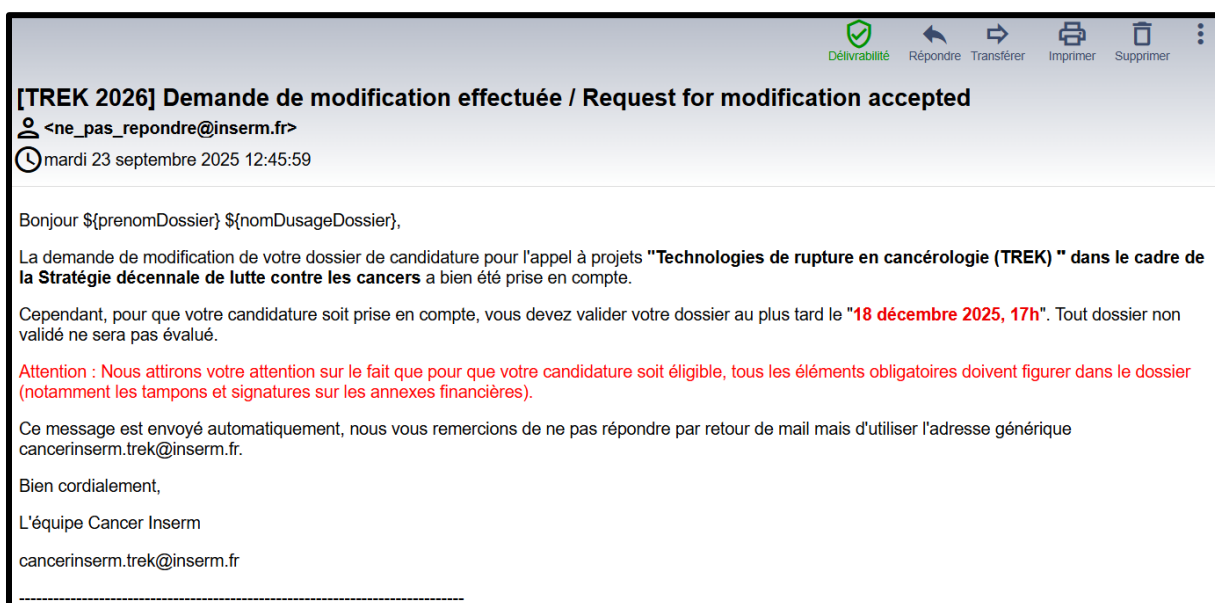 Délivrabilité Répondre Transférer Imprimer Supprimer
[TREK 2026] Demande de modification effectuée / Request for modification accepted
<ne_pas_repondre@inserm.fr>
mardi 23 septembre 2025 12:45:59
Bonjour ${prenomDossier} ${nomDusageDossier},
La demande de modification de votre dossier de candidature pour l'appel à projets "Technologies de rupture en cancérologie (TREK) " dans le cadre de
la Stratégie décennale de lutte contre les cancers a bien été prise en compte.
Cependant, pour que votre candidature soit prise en compte, vous devez valider votre dossier au plus tard le "18 décembre 2025, 17h". Tout dossier non
validé ne sera pas évalué.
Attention : Nous attirons votre attention sur le fait que pour que votre candidature soit éligible, tous les éléments obligatoires doivent figurer dans le dossier
(notamment les tampons et signatures sur les annexes financières).
Ce message est envoyé automatiquement, nous vous remercions de ne pas répondre par retour de mail mais d'utiliser l'adresse générique
cancerinserm.trek@inserm.fr.
Bien cordialement,
L'équipe Cancer Inserm
cancerinserm.trek@inserm.fr
------------------------------------------------------------------------------